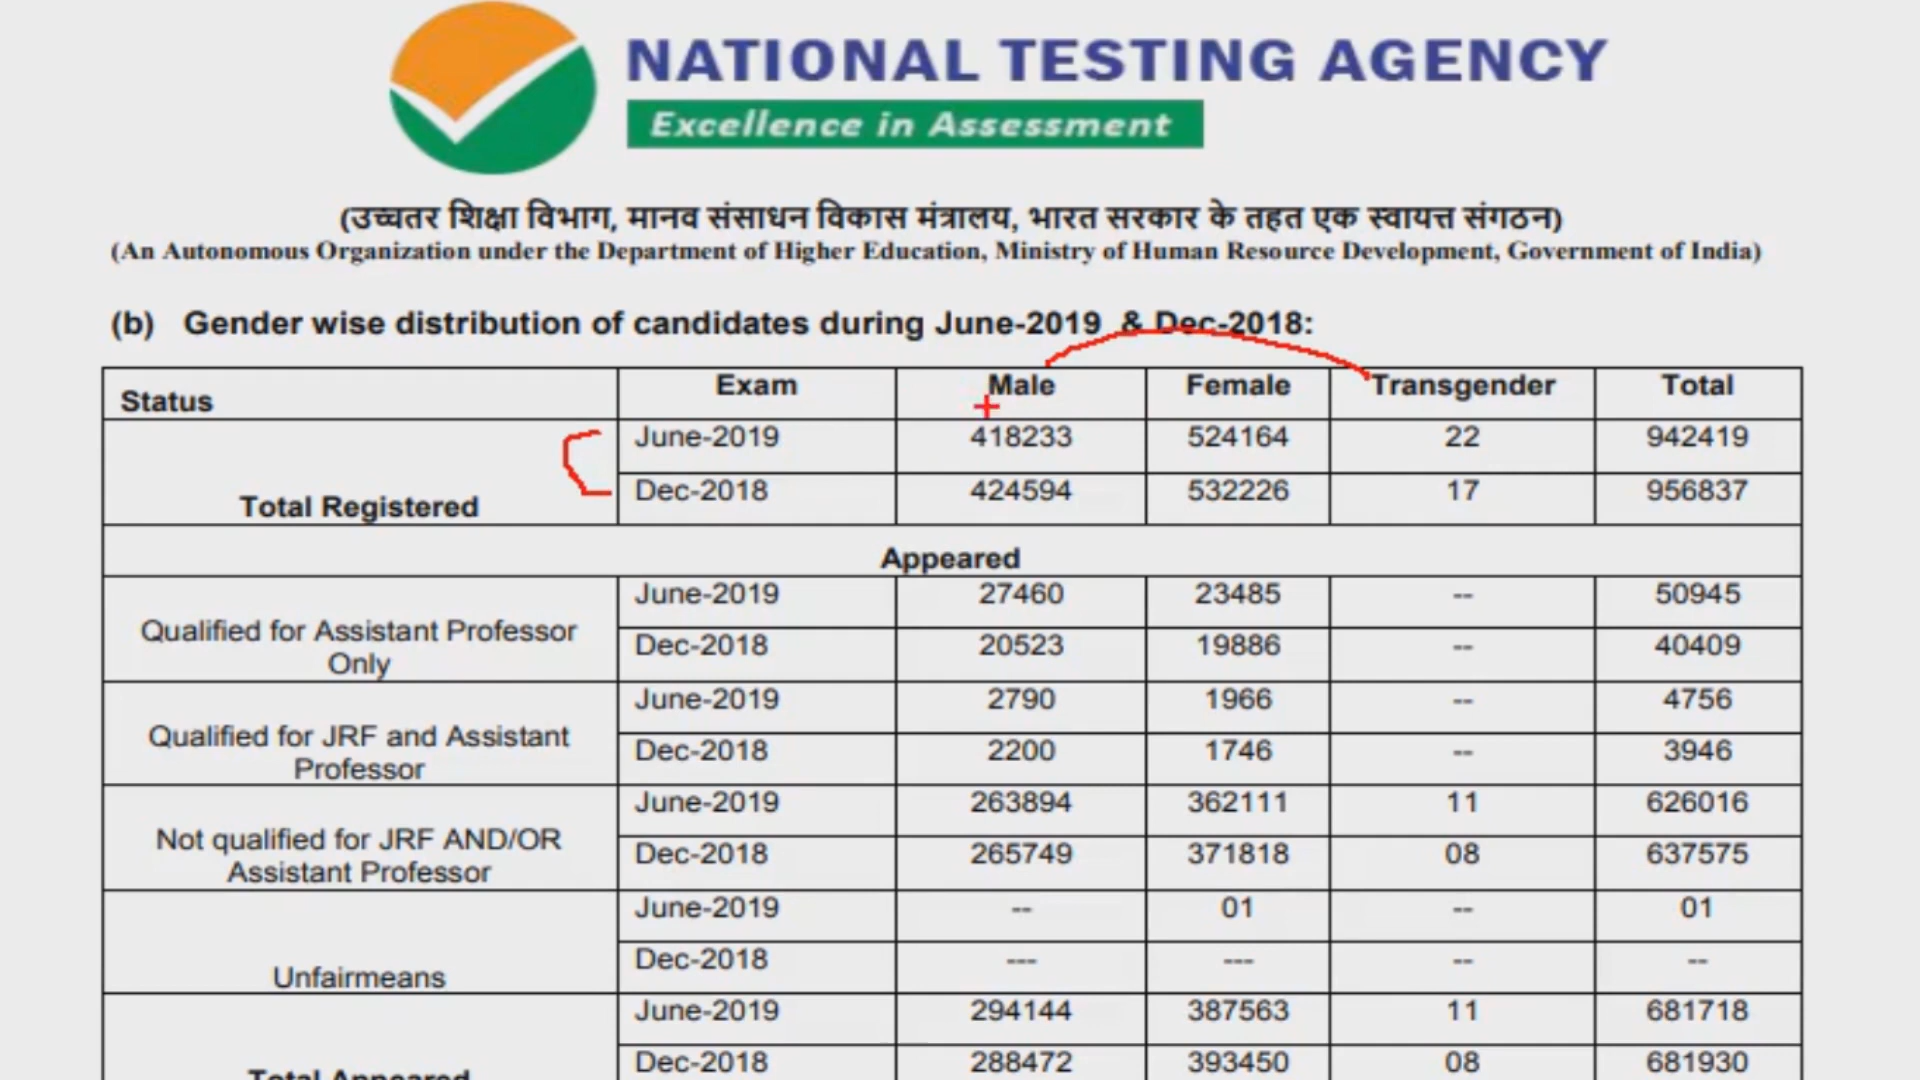 NATIONAL TESTING AGENCY
Excellence in Assessment
(उच्चतर शिक्षा विभाग, मानव संसाधन विकास मंत्रालय, भारत सरकार के तहत एक स्वायत्त संगठन)
(An Autonomous Organization under the Department of Higher Education, Ministry of Human Resource Development, Government of India)
(b) Gender wise distribution of candidates during June-2019 & Dec-2018:
Status Exam Male Female Transgender Total
Total Registered June-2019 418233 524164 22 942419
Dec-2018 424594 532226 17 956837
Appeared
Qualified for Assistant Professor Only June-2019 27460 23485 -- 50945
Dec-2018 20523 19886 -- 40409
Qualified for JRF and Assistant Professor June-2019 2790 1966 -- 4756
Dec-2018 2200 1746 -- 3946
Not qualified for JRF AND/OR Assistant Professor June-2019 263894 362111 11 626016
Dec-2018 265749 371818 08 637575
Unfairmeans June-2019 -- 01 -- 01
Dec-2018 --- --- -- --
Total Appeared June-2019 294144 387563 11 681718
Dec-2018 288472 393450 08 681930